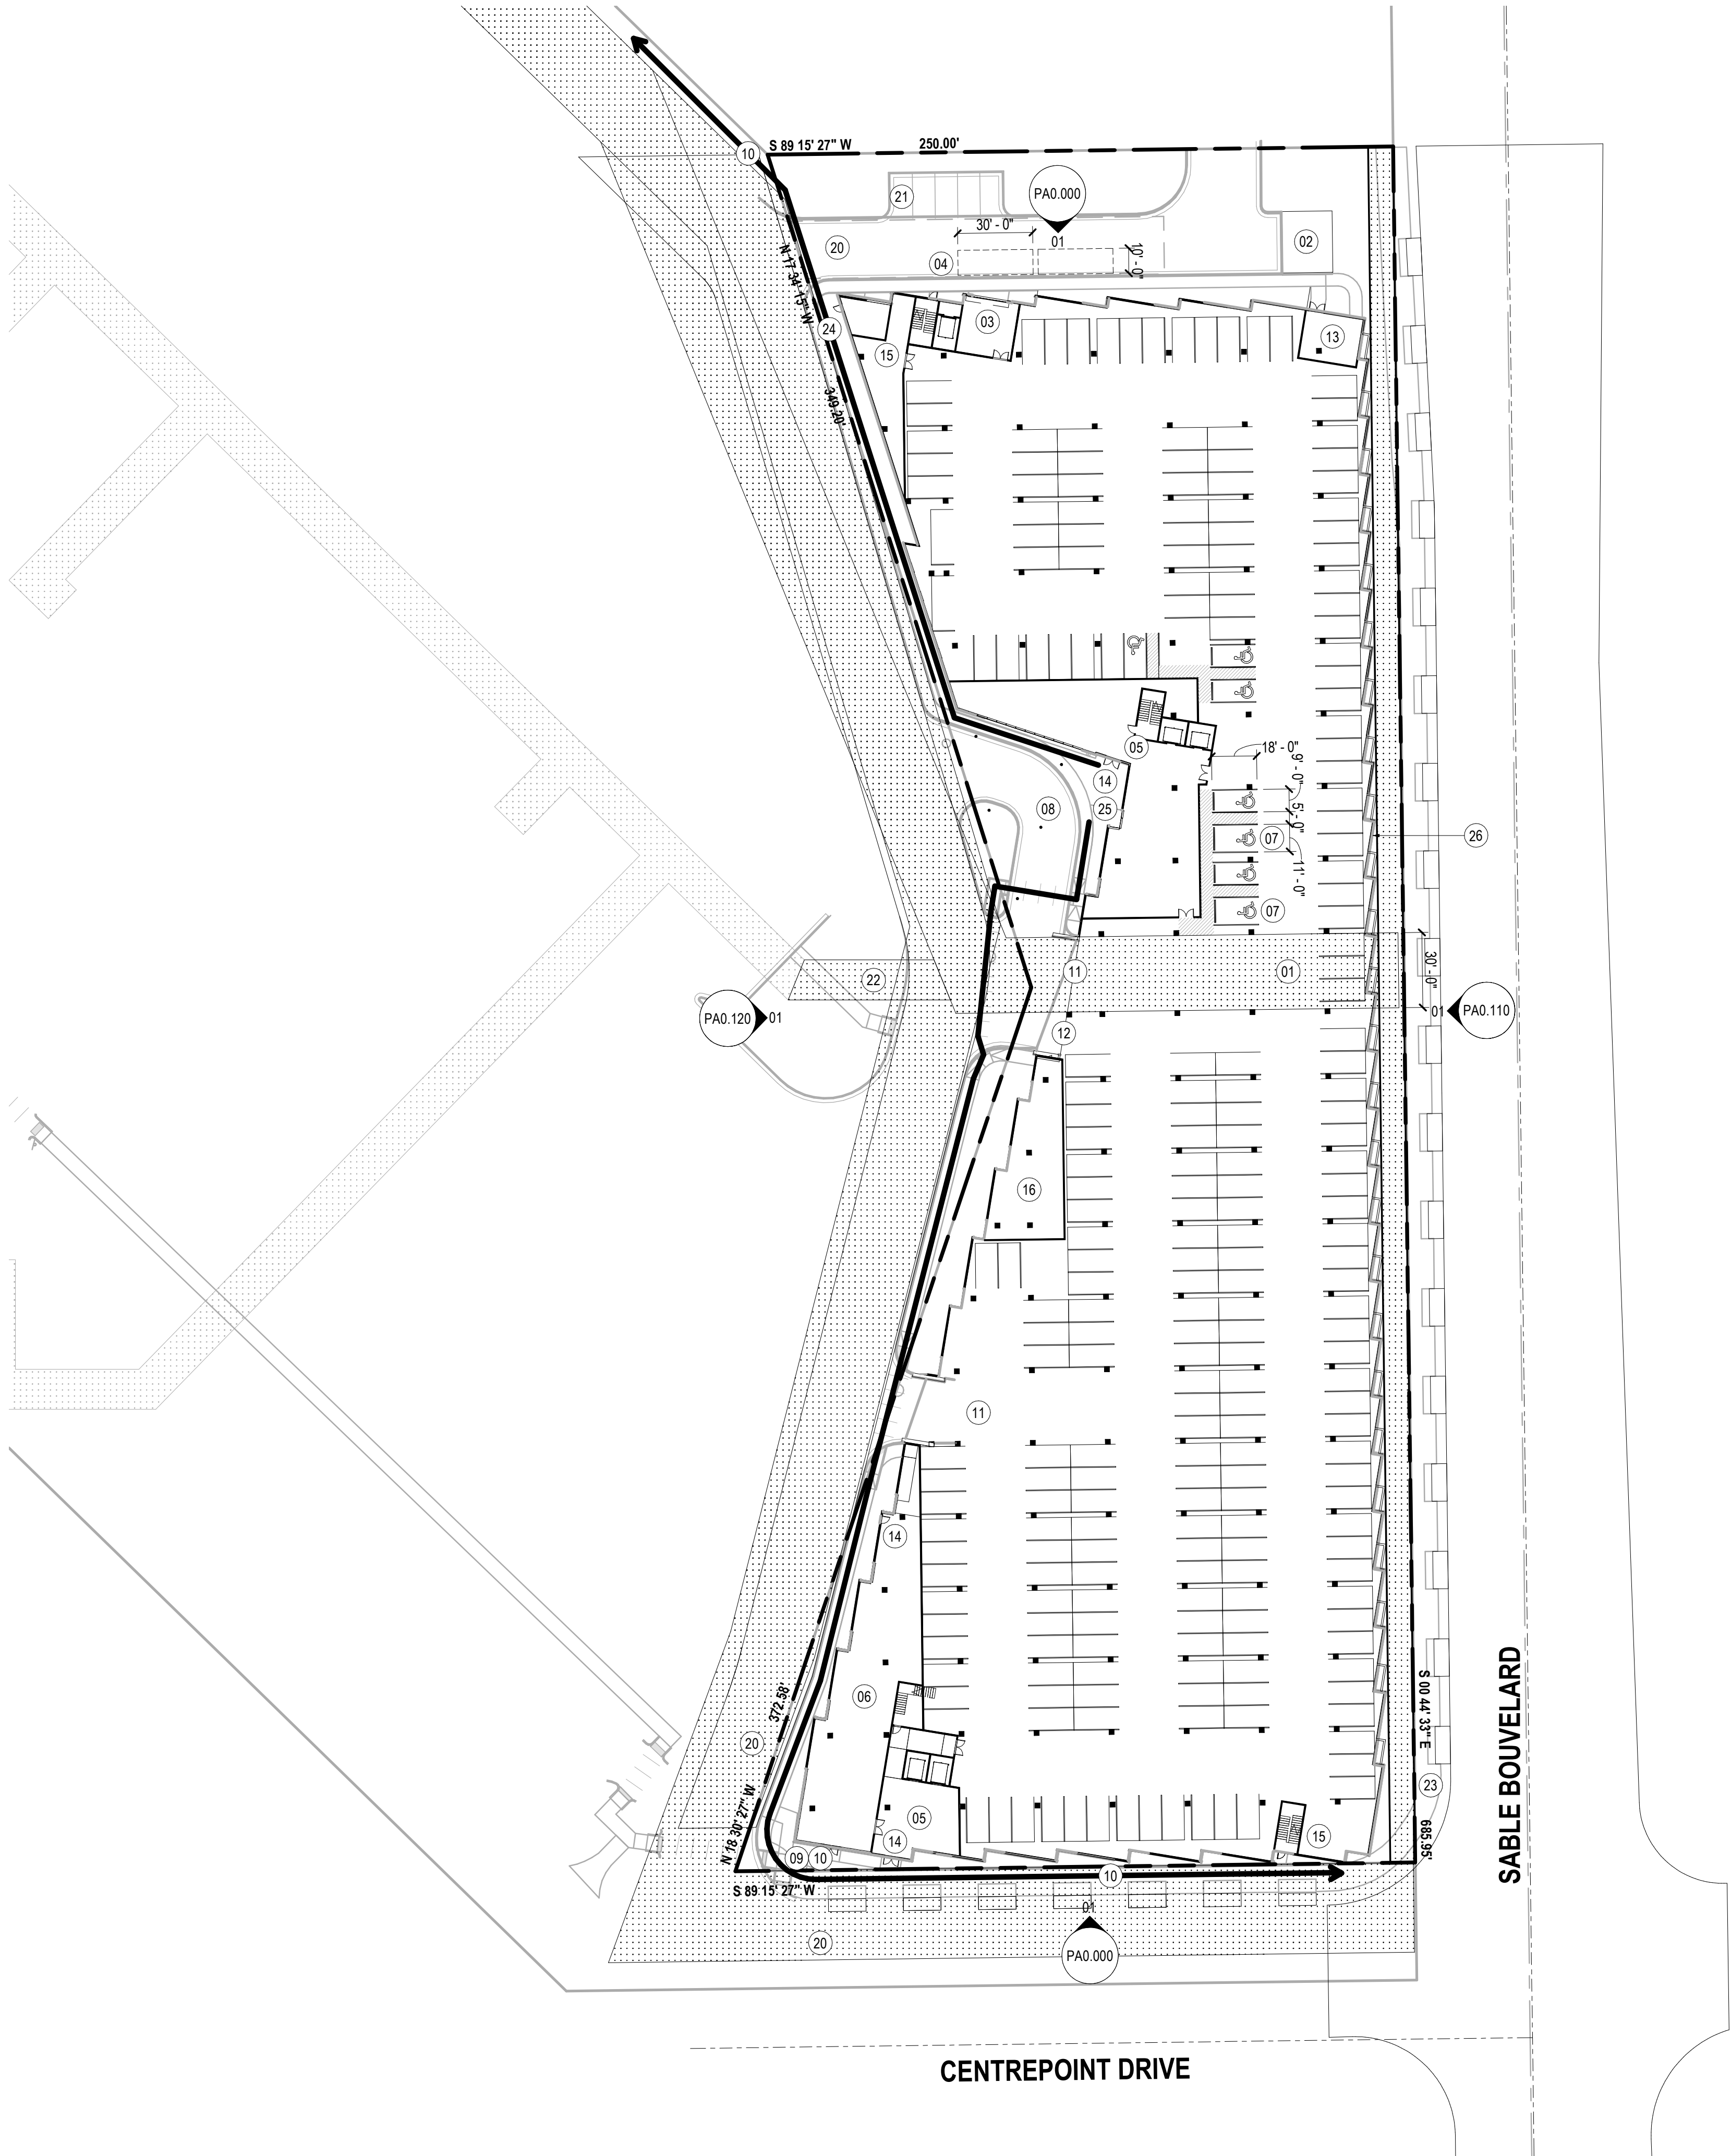 10
S 89 15' 27" W
250.00'
21
PA0.000
01
30' - 0"
10' - 0"
20
04
02
N 17 34' 15" W
24
03
13
15
349.20'
05
18' - 0"
9' - 0"
5' - 0"
11' - 0"
14
25
08
07
07
26
22
11
01
30' - 0"
PA0.120
01
01
PA0.110
12
16
11
14
06
372.58'
20
N 18 30' 27" W
05
14
09
10
15
S 00 44' 33" E
23
685.95'
SABLE BOUVELARD
S 89 15' 27" W
10
01
PA0.000
20
CENTREPOINT DRIVE